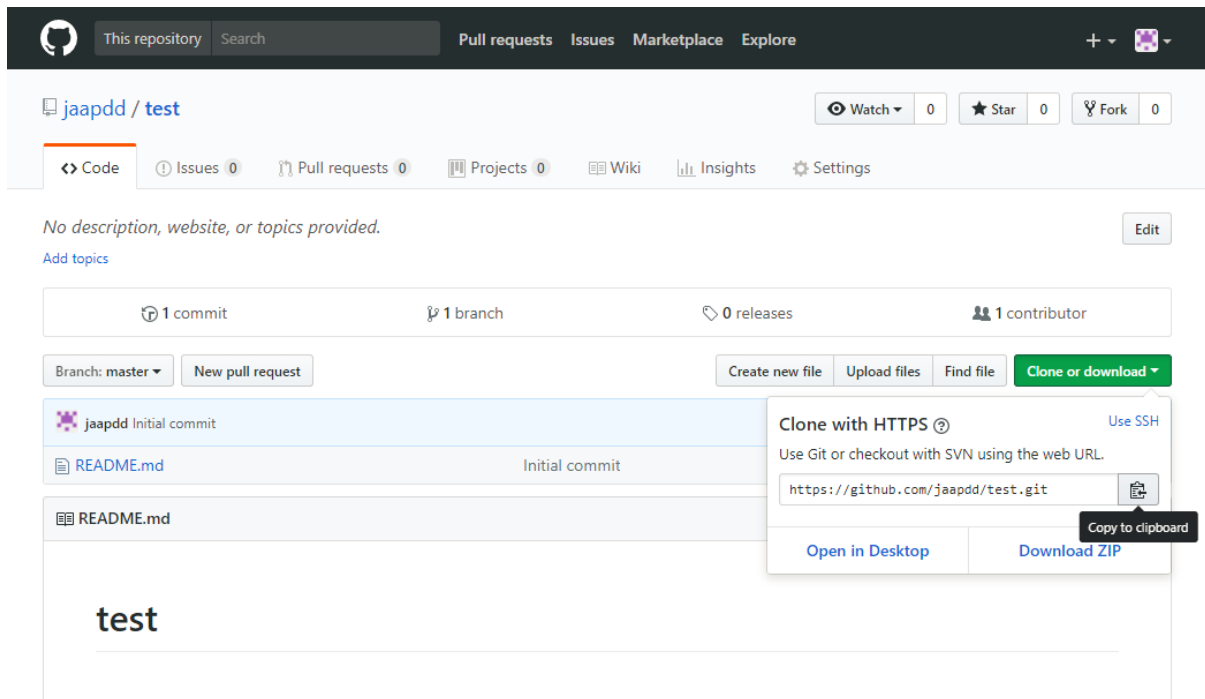 This repository Search Pull requests Issues Marketplace Explore
jaapdd / test Watch 0 Star 0 Fork 0
Code Issues 0 Pull requests 0 Projects 0 Wiki Insights Settings
No description, website, or topics provided. Edit
Add topics
1 commit 1 branch 0 releases 1 contributor
Branch: master New pull request Create new file Upload files Find file Clone or download
jaapdd Initial commit
README.md Initial commit
README.md
test
Clone with HTTPS Use SSH
Use Git or checkout with SVN using the web URL.
https://github.com/jaapdd/test.git
Copy to clipboard
Open in Desktop Download ZIP